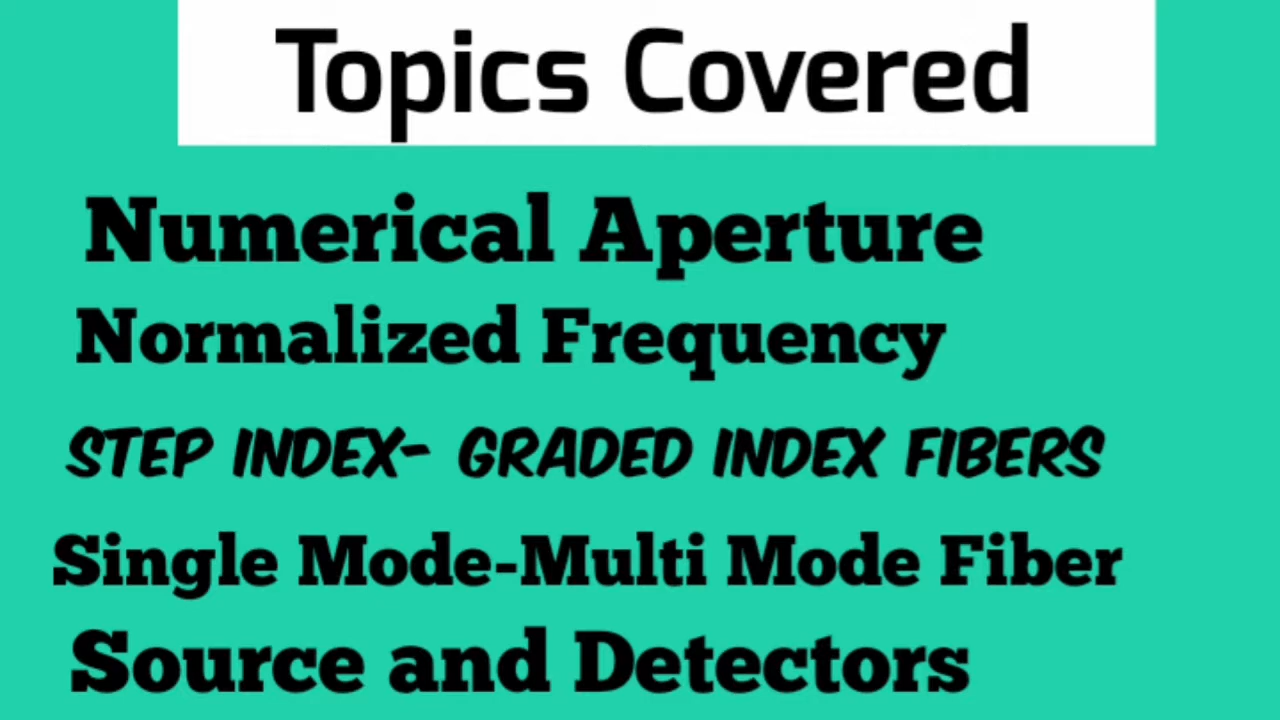 Topics Covered
Numerical Aperture
Normalized Frequency
STEP INDEX- GRADED INDEX FIBERS
Single Mode-Multi Mode Fiber
Source and Detectors